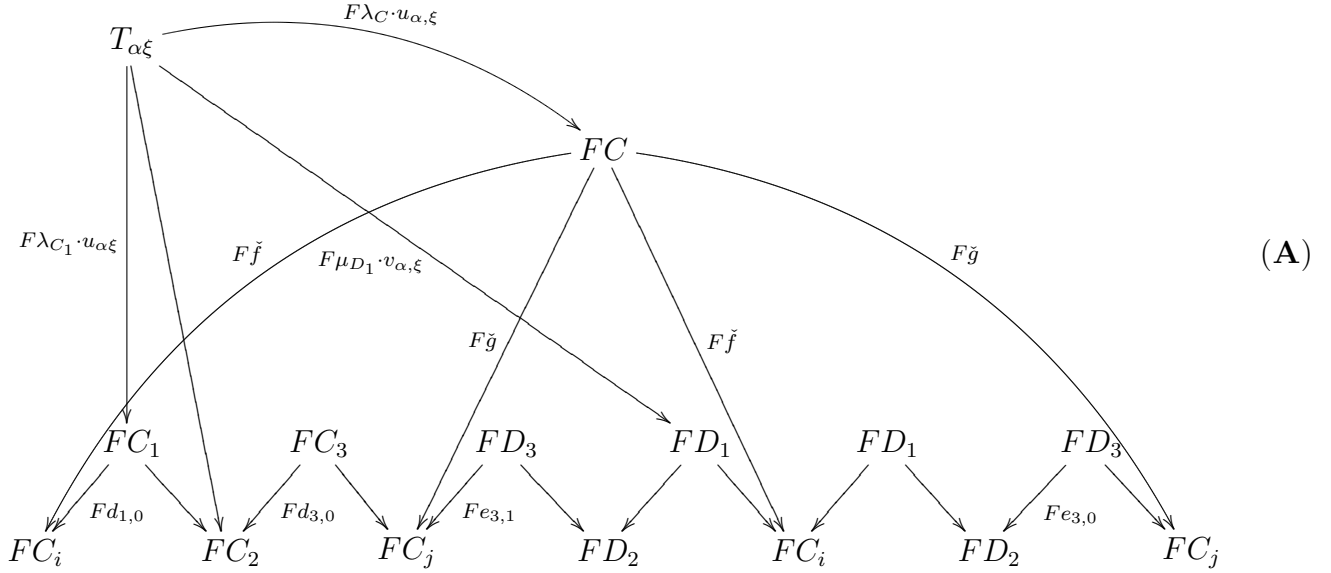 Fλ_C·u_{α,ξ}
T_{αξ}
FC
Fλ_{C_1}·u_{αξ} Ff̌ Fμ_{D_1}·v_{α,ξ} Fǧ (A)
Fǧ Ff̌
FC_1 FC_3 FD_3 FD_1 FD_1 FD_3
Fd_{1,0} Fd_{3,0} Fe_{3,1} Fe_{3,0}
FC_i FC_2 FC_j FD_2 FC_i FD_2 FC_j